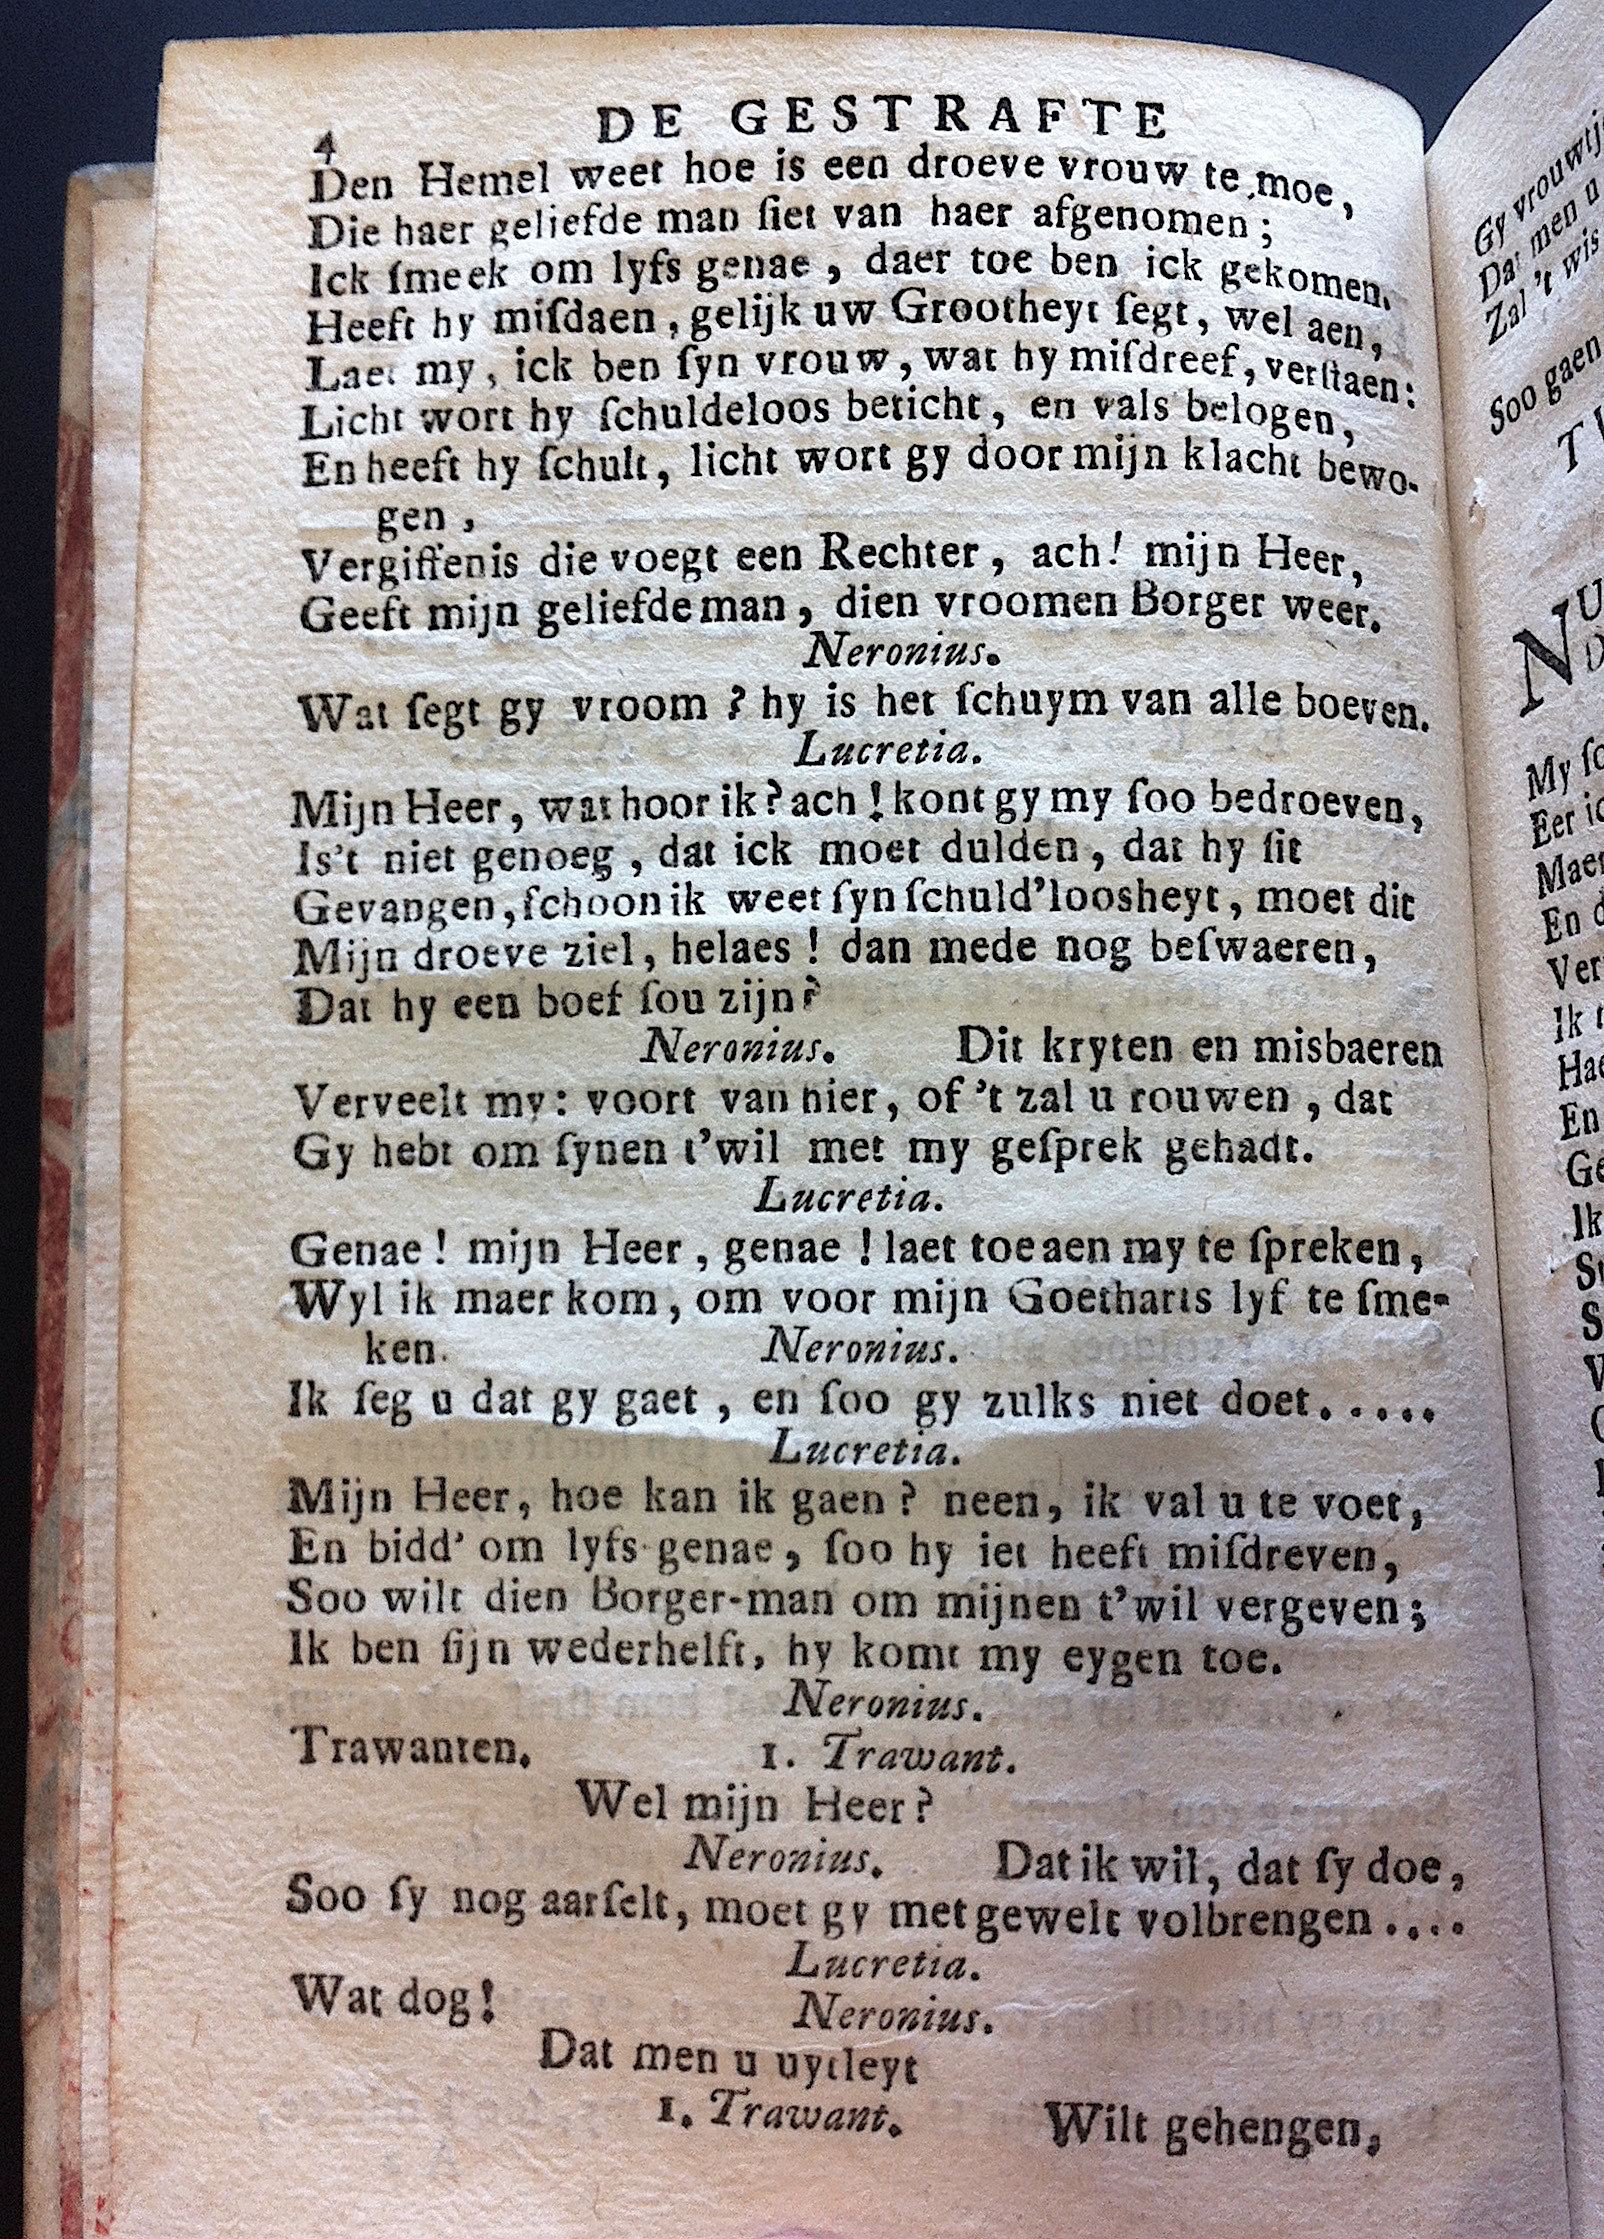 4 DE GESTRAFTE
Den Hemel weet hoe is een droeve vrouw te moe,
Die haer geliefde man ſiet van haer afgenomen;
Ick ſmeek om lyfs genae, daer toe ben ick gekomen.
Heeft hy miſdaen, gelijk uw Grootheyt ſegt, wel aen,
Laet my, ick ben ſyn vrouw, wat hy miſdreef, verſtaen:
Licht wort hy ſchuldeloos beticht, en vals belogen,
En heeft hy ſchult, licht wort gy door mijn klacht bewo-
gen,
Vergiffenis die voegt een Rechter, ach! mijn Heer,
Geeft mijn geliefde man, dien vroomen Borger weer.
Neronius.
Wat ſegt gy vroom? hy is het ſchuym van alle boeven.
Lucretia.
Mijn Heer, wat hoor ik? ach! kont gy my ſoo bedroeven,
Is't niet genoeg, dat ick moet dulden, dat hy ſit
Gevangen, ſchoon ik weet ſyn ſchuld'loosheyt, moet dit
Mijn droeve ziel, helaes! dan mede nog beſwaeren,
Dat hy een boef ſou zijn?
Neronius. Dit kryten en misbaeren
Verveelt my: voort van hier, of 't zal u rouwen, dat
Gy hebt om ſynen t'wil met my geſprek gehadt.
Lucretia.
Genae! mijn Heer, genae! laet toe aen my te ſpreken,
Wyl ik maer kom, om voor mijn Goetharts lyf te ſme-
ken. Neronius.
Ik ſeg u dat gy gaet, en ſoo gy zulks niet doet.....
Lucretia.
Mijn Heer, hoe kan ik gaen? neen, ik val u te voet,
En bidd' om lyfs genae, ſoo hy iet heeft miſdreven,
Soo wilt dien Borger-man om mijnen t'wil vergeven;
Ik ben ſijn wederhelft, hy komt my eygen toe.
Neronius.
Trawanten. 1. Trawant.
Wel mijn Heer?
Neronius. Dat ik wil, dat ſy doe,
Soo ſy nog aarſelt, moet gy met gewelt volbrengen....
Lucretia.
Wat dog! Neronius.
Dat men u uytleyt
1. Trawant. Wilt gehengen,
Gy
Dat men u
Zal 't wis
Soo gaen
My
Eer
En
Ik
En
Ik